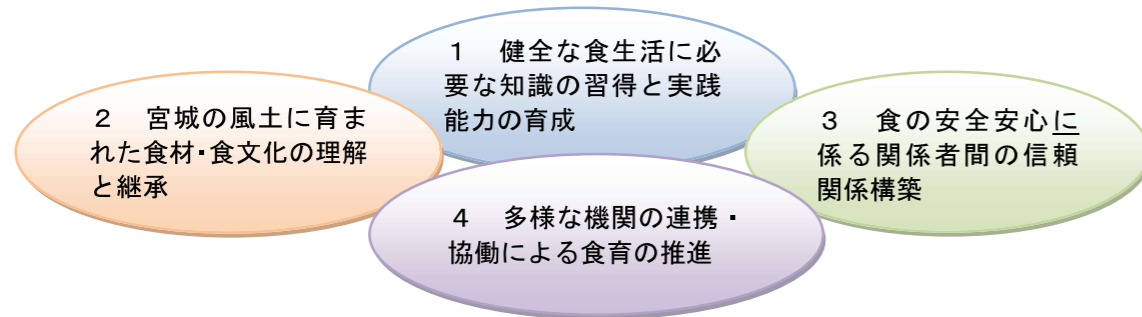 1　健全な食生活に必
要な知識の習得と実践
能力の育成
2　宮城の風土に育ま
れた食材・食文化の理解
と継承
3　食の安全安心に
係る関係者間の信頼
関係構築
4　多様な機関の連携・
協働による食育の推進